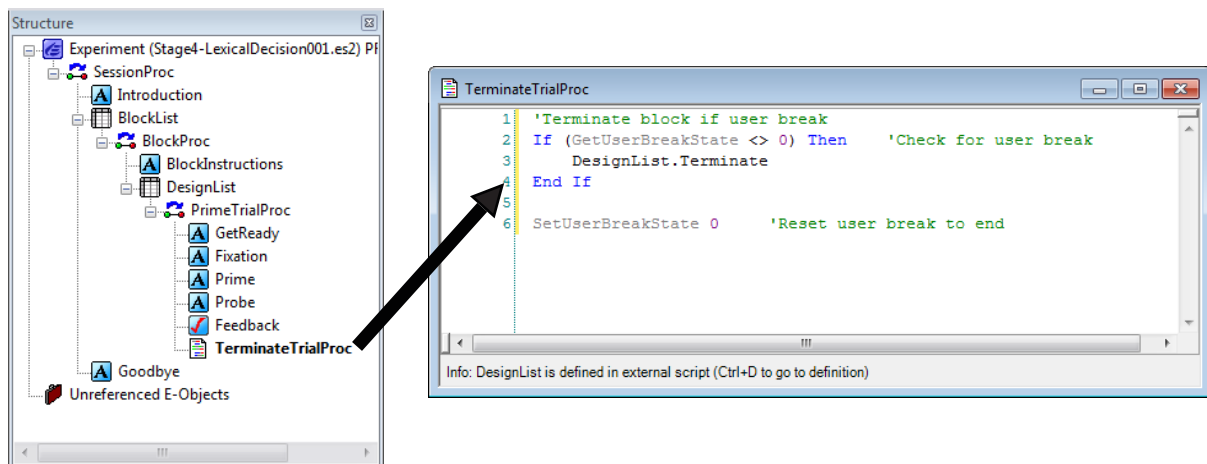 Structure
Experiment (Stage4-LexicalDecision001.es2) PF
SessionProc
Introduction
BlockList
BlockProc
BlockInstructions
DesignList
PrimeTrialProc
GetReady
Fixation
Prime
Probe
Feedback
TerminateTrialProc
Goodbye
Unreferenced E-Objects
TerminateTrialProc
1 'Terminate block if user break
2 If (GetUserBreakState <> 0) Then 'Check for user break
3 DesignList.Terminate
4 End If
5
6 SetUserBreakState 0 'Reset user break to end
Info: DesignList is defined in external script (Ctrl+D to go to definition)